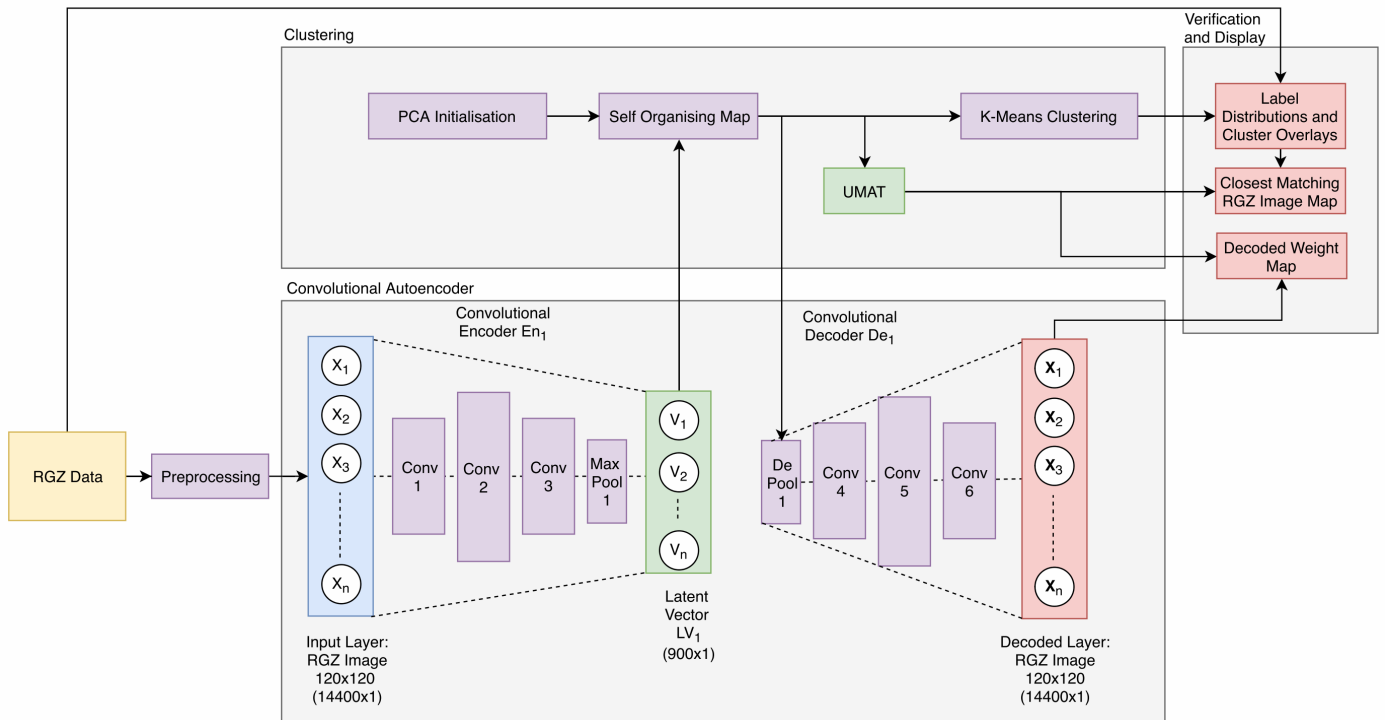 Verification
and Display
Clustering
PCA Initialisation
Self Organising Map
K-Means Clustering
Label
Distributions and
Cluster Overlays
UMAT
Closest Matching
RGZ Image Map
Decoded Weight
Map
Convolutional Autoencoder
Convolutional
Encoder En₁
Convolutional
Decoder De₁
RGZ Data
Preprocessing
X₁
X₂
X₃
Xₙ
Conv
1
Conv
2
Conv
3
Max
Pool
1
V₁
V₂
Vₙ
De
Pool
1
Conv
4
Conv
5
Conv
6
X₁
X₂
X₃
Xₙ
Input Layer:
RGZ Image
120x120
(14400x1)
Latent
Vector
LV₁
(900x1)
Decoded Layer:
RGZ Image
120x120
(14400x1)